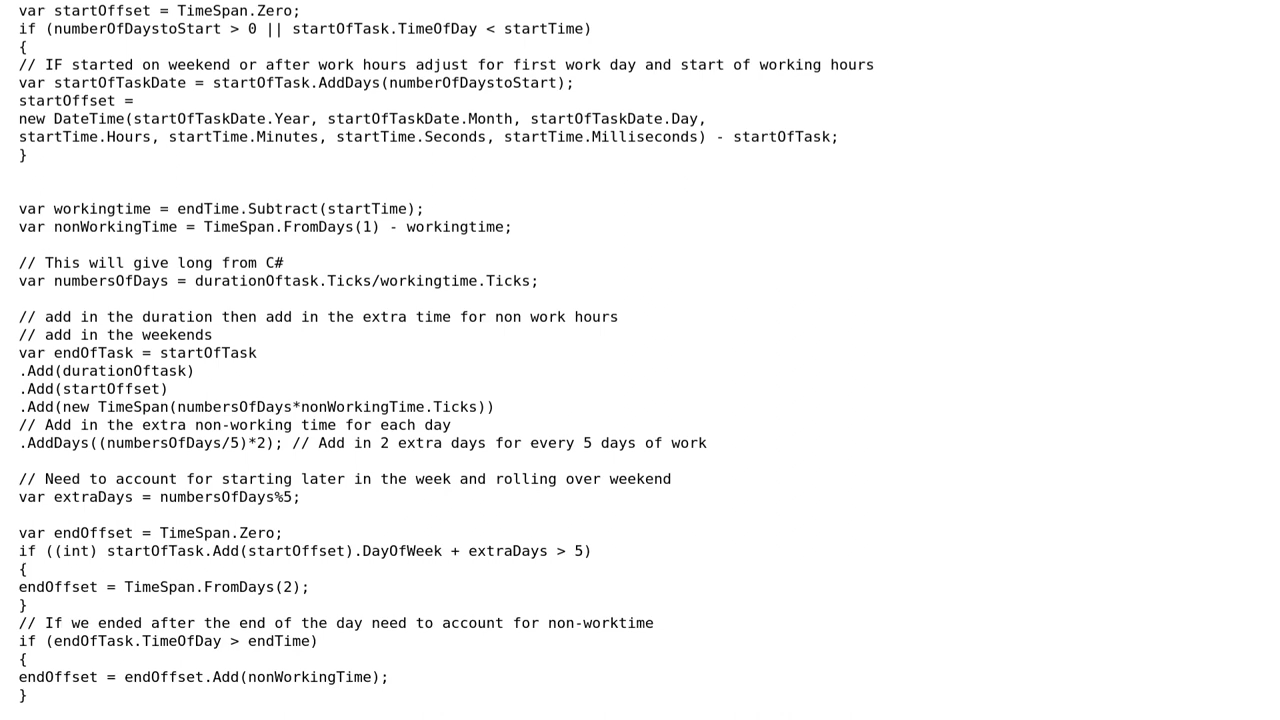 var startOffset = TimeSpan.Zero;
if (numberOfDaystoStart > 0 || startOfTask.TimeOfDay < startTime)
{
// IF started on weekend or after work hours adjust for first work day and start of working hours
var startOfTaskDate = startOfTask.AddDays(numberOfDaystoStart);
startOffset =
new DateTime(startOfTaskDate.Year, startOfTaskDate.Month, startOfTaskDate.Day,
startTime.Hours, startTime.Minutes, startTime.Seconds, startTime.Milliseconds) - startOfTask;
}
var workingtime = endTime.Subtract(startTime);
var nonWorkingTime = TimeSpan.FromDays(1) - workingtime;
// This will give long from C#
var numbersOfDays = durationOftask.Ticks/workingtime.Ticks;
// add in the duration then add in the extra time for non work hours
// add in the weekends
var endOfTask = startOfTask
.Add(durationOftask)
.Add(startOffset)
.Add(new TimeSpan(numbersOfDays*nonWorkingTime.Ticks))
// Add in the extra non-working time for each day
.AddDays((numbersOfDays/5)*2); // Add in 2 extra days for every 5 days of work
// Need to account for starting later in the week and rolling over weekend
var extraDays = numbersOfDays%5;
var endOffset = TimeSpan.Zero;
if ((int) startOfTask.Add(startOffset).DayOfWeek + extraDays > 5)
{
endOffset = TimeSpan.FromDays(2);
}
// If we ended after the end of the day need to account for non-worktime
if (endOfTask.TimeOfDay > endTime)
{
endOffset = endOffset.Add(nonWorkingTime);
}